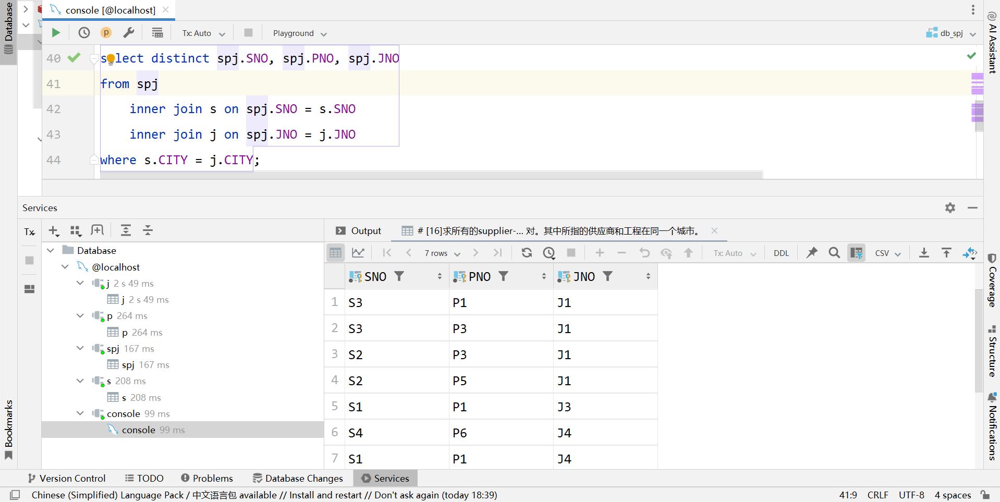 Database
console [@localhost]
Tx: Auto
Playground
db_spj
AI Assistant
40
select distinct spj.SNO, spj.PNO, spj.JNO
41
from spj
42
inner join s on spj.SNO = s.SNO
43
inner join j on spj.JNO = j.JNO
44
where s.CITY = j.CITY;
Services
Tx
Output
# [16]求所有的supplier-... 对。其中所指的供应商和工程在同一个城市。
7 rows
Tx: Auto
DDL
CSV
Database
@localhost
j 2 s 49 ms
j 2 s 49 ms
p 264 ms
p 264 ms
spj 167 ms
spj 167 ms
s 208 ms
s 208 ms
console 99 ms
console 99 ms
SNO PNO JNO
1 S3 P1 J1
2 S3 P3 J1
3 S2 P3 J1
4 S2 P5 J1
5 S1 P1 J3
6 S4 P6 J4
7 S1 P1 J4
Coverage
Structure
Notifications
Bookmarks
Version Control
TODO
Problems
Database Changes
Services
Chinese (Simplified) Language Pack / 中文语言包 available // Install and restart // Don't ask again (today 18:39)
41:9 CRLF UTF-8 4 spaces